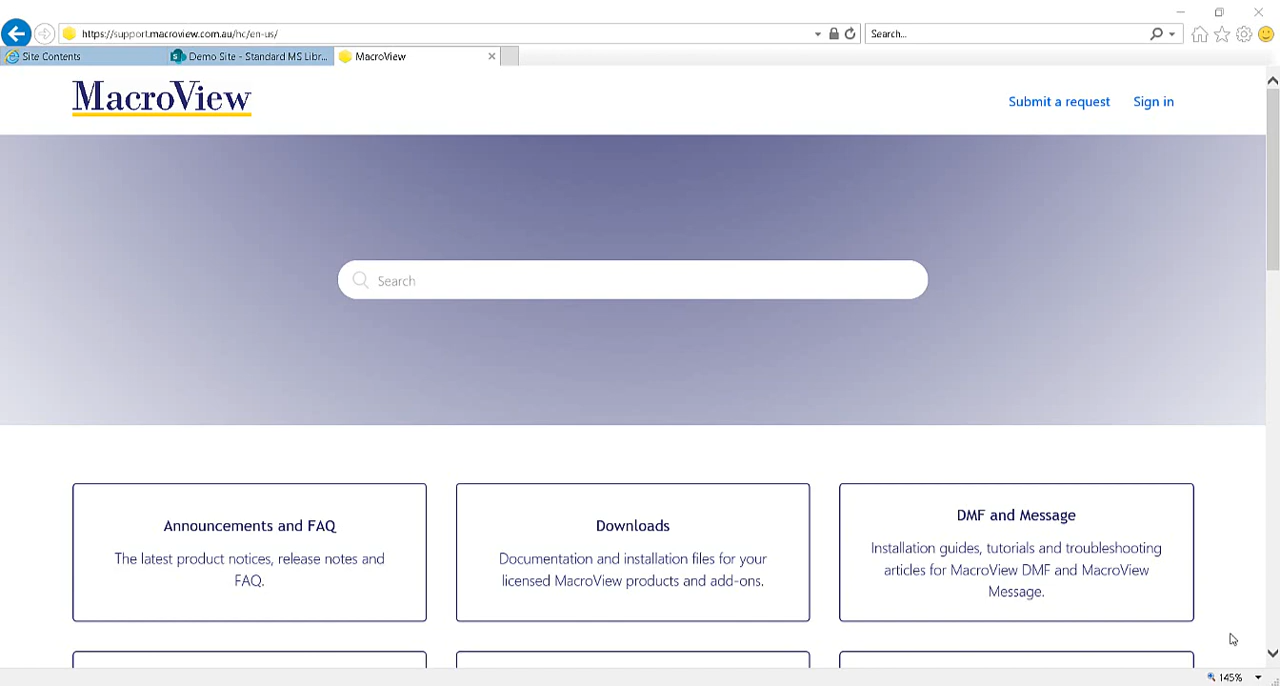 https://support.macroview.com.au/hc/en-us/
Search...
Site Contents
Demo Site - Standard MS Libr...
MacroView
MacroView
Submit a request
Sign in
Search
Announcements and FAQ
The latest product notices, release notes and
FAQ.
Downloads
Documentation and installation files for your
licensed MacroView products and add-ons.
DMF and Message
Installation guides, tutorials and troubleshooting
articles for MacroView DMF and MacroView
Message.
145%